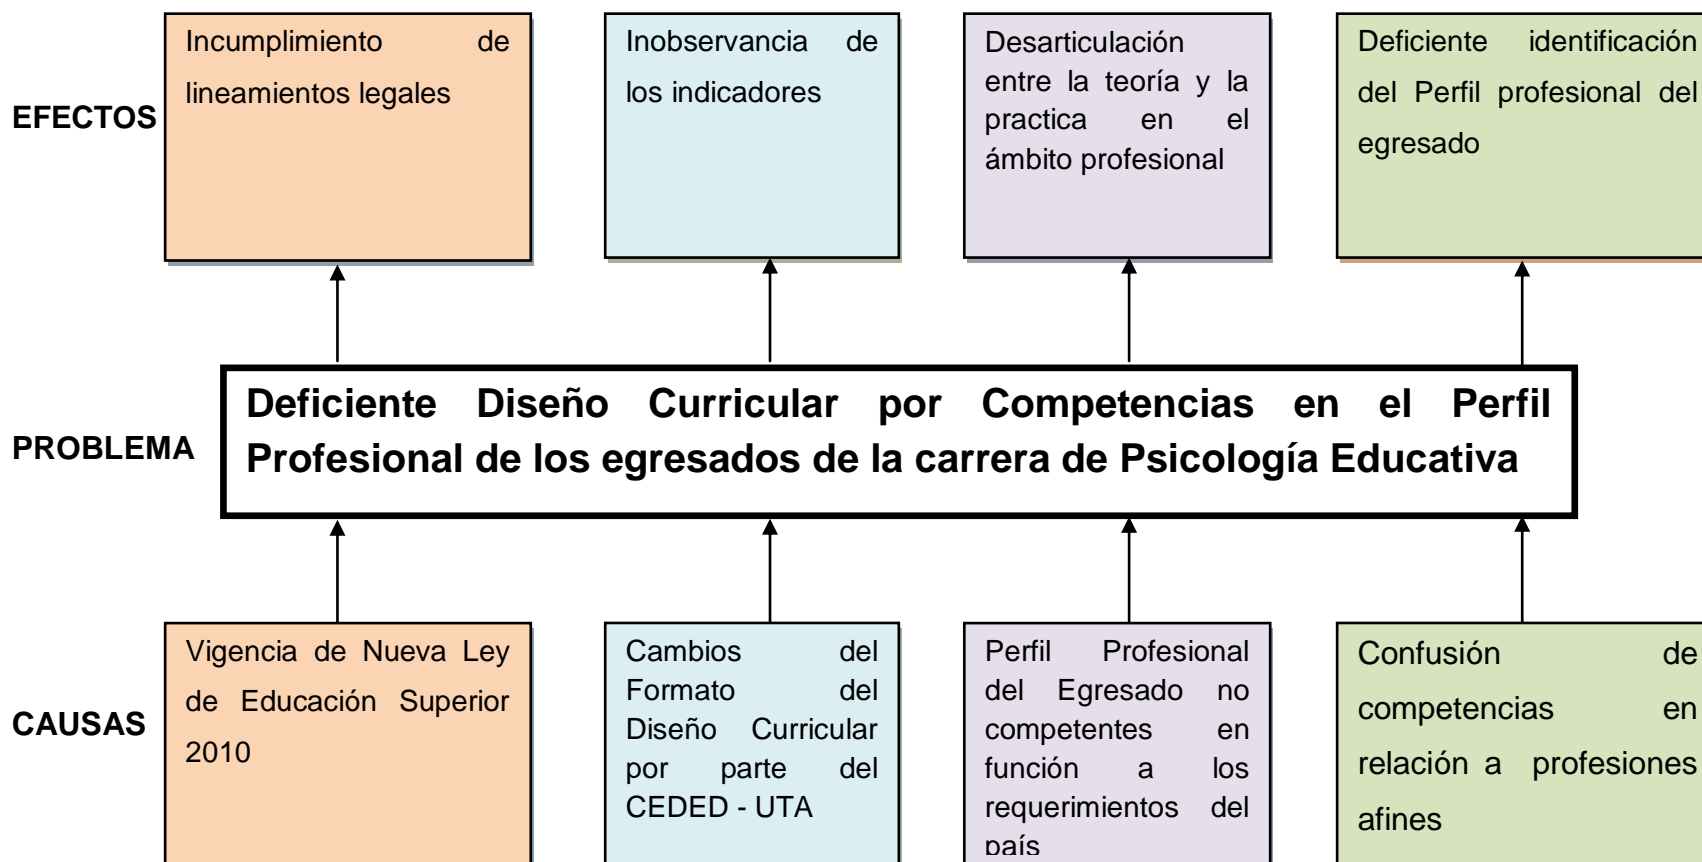 EFECTOS
Incumplimiento de
lineamientos legales
Inobservancia de
los indicadores
Desarticulación
entre la teoría y la
practica en el
ámbito profesional
Deficiente identificación
del Perfil profesional del
egresado
PROBLEMA
Deficiente Diseño Curricular por Competencias en el Perfil
Profesional de los egresados de la carrera de Psicología Educativa
CAUSAS
Vigencia de Nueva Ley
de Educación Superior
2010
Cambios del
Formato del
Diseño Curricular
por parte del
CEDED - UTA
Perfil Profesional
del Egresado no
competentes en
función a los
requerimientos del
país
Confusión de
competencias en
relación a profesiones
afines